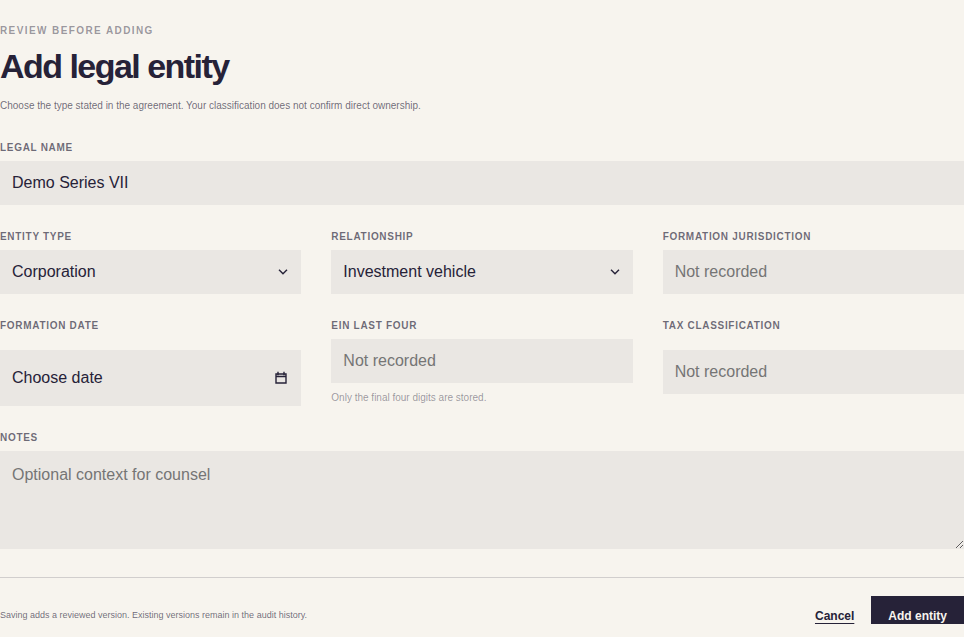 REVIEW BEFORE ADDING
Add legal entity
Choose the type stated in the agreement. Your classification does not confirm direct ownership.
LEGAL NAME
Demo Series VII
ENTITY TYPE
RELATIONSHIP
FORMATION JURISDICTION
Corporation
Investment vehicle
Not recorded
FORMATION DATE
EIN LAST FOUR
TAX CLASSIFICATION
Choose date
Not recorded
Not recorded
Only the final four digits are stored.
NOTES
Optional context for counsel
Saving adds a reviewed version. Existing versions remain in the audit history.
Cancel
Add entity